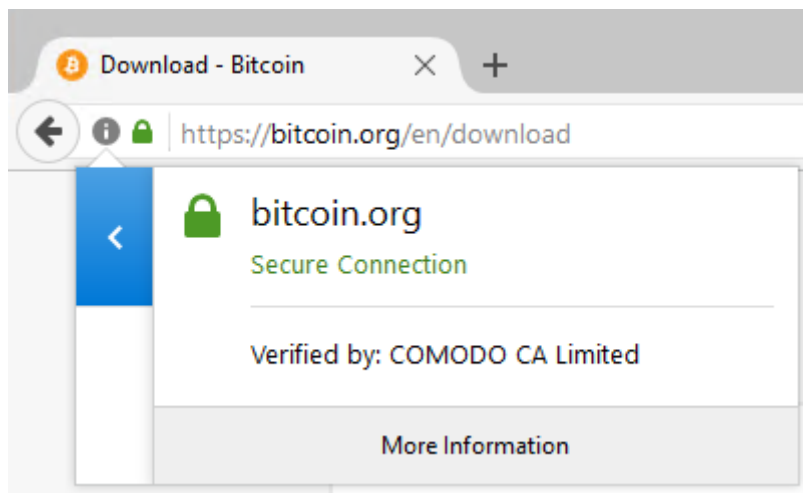 Download - Bitcoin
https://bitcoin.org/en/download
bitcoin.org
Secure Connection
Verified by: COMODO CA Limited
More Information